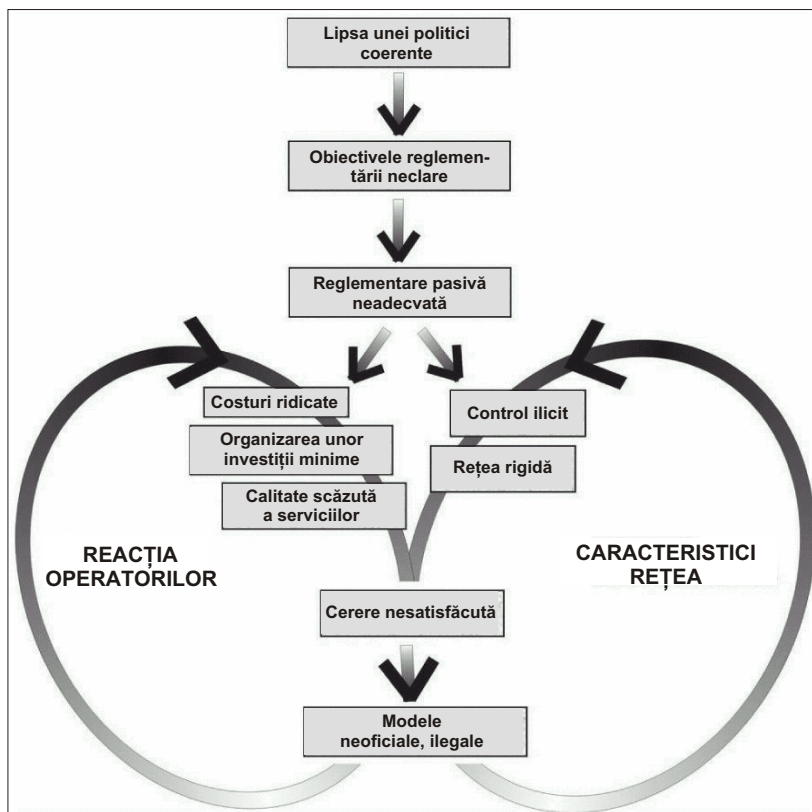 Lipsa unei politici
coerente
Obiectivele reglemen-
tării neclare
Reglementare pasivă
neadecvată
Costuri ridicate
Organizarea unor
investiții minime
Calitate scăzută
a serviciilor
Control ilicit
Rețea rigidă
REACȚIA
OPERATORILOR
CARACTERISTICI
REȚEA
Cerere nesatisfăcută
Modele
neoficiale, ilegale